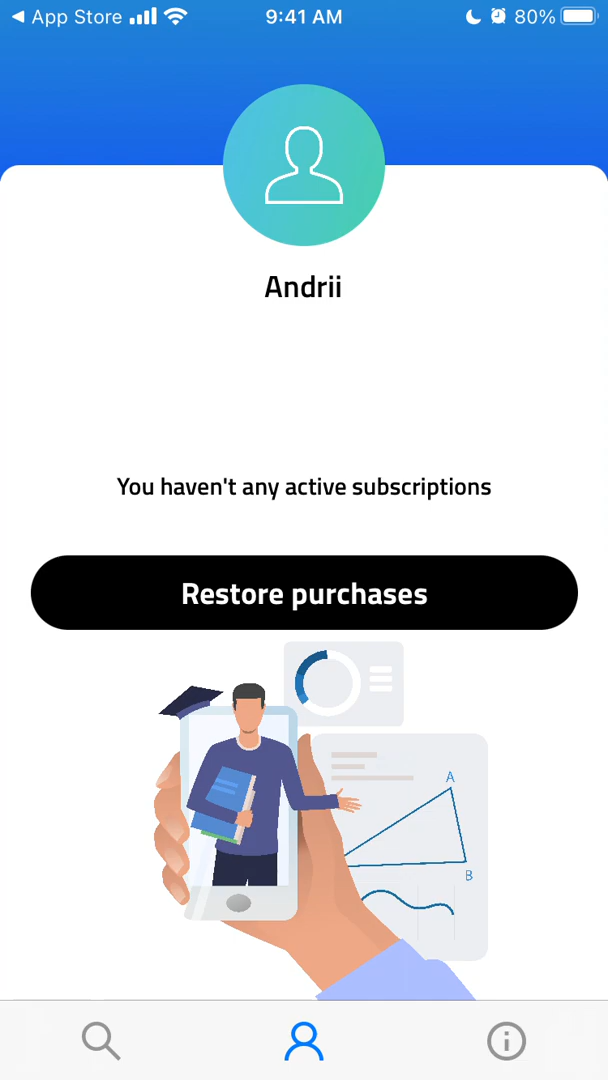 App Store 9:41 AM 80%
Andrii
You haven't any active subscriptions
Restore purchases
A
B